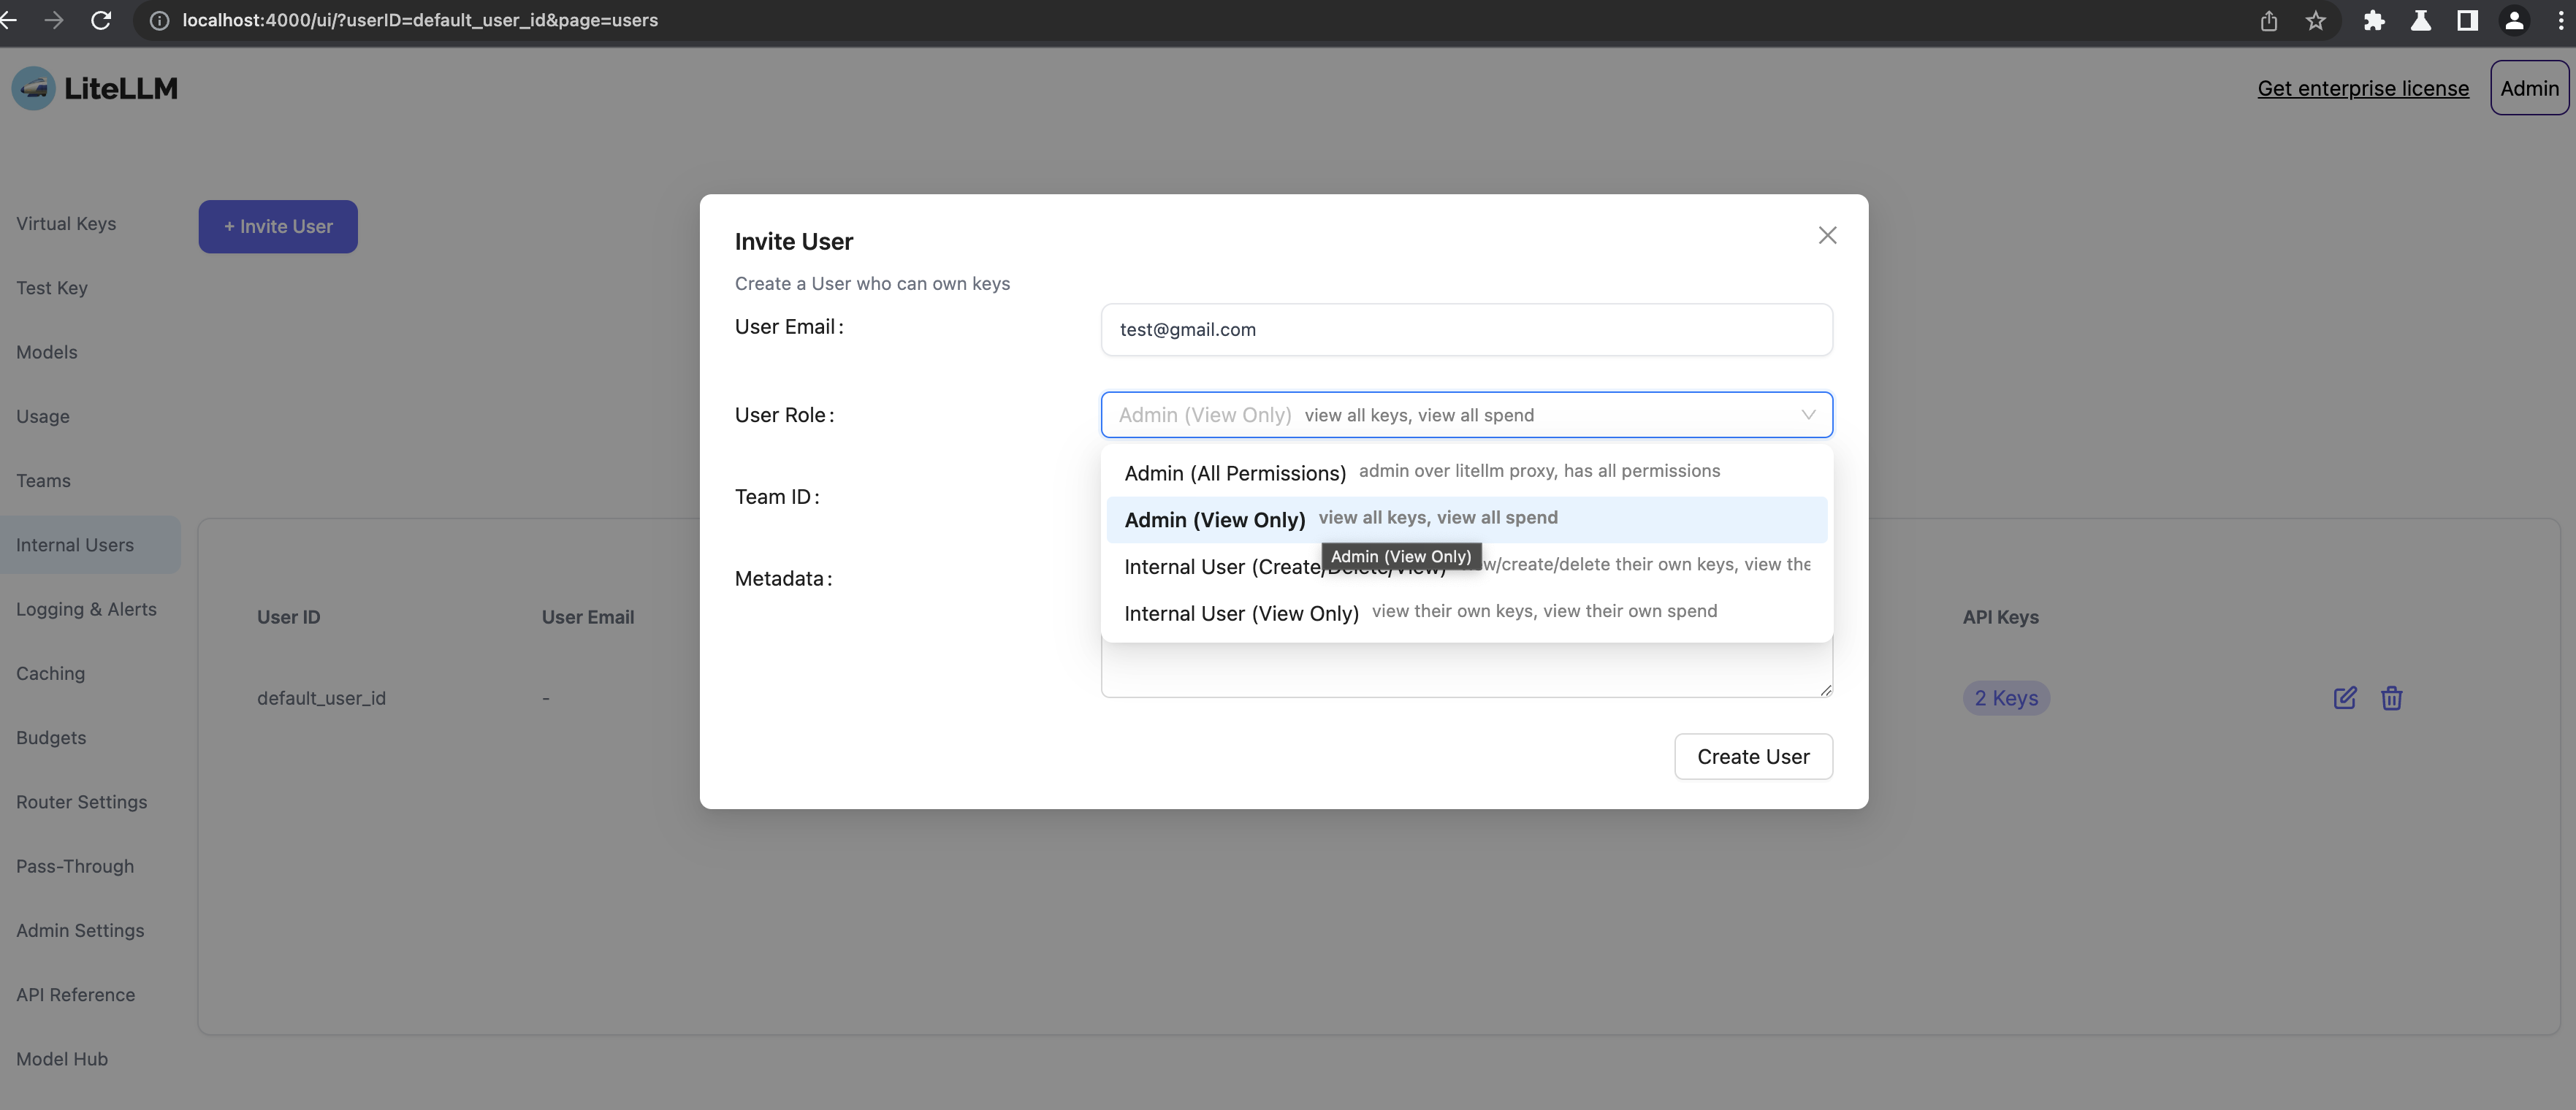 localhost:4000/ui/?userID=default_user_id&page=users
LiteLLM
Get enterprise license
Admin
Virtual Keys
Test Key
Models
Usage
Teams
Internal Users
Logging & Alerts
Caching
Budgets
Router Settings
Pass-Through
Admin Settings
API Reference
Model Hub
+ Invite User
User ID
User Email
API Keys
default_user_id
-
2 Keys
Invite User
Create a User who can own keys
User Email:
test@gmail.com
User Role:
Admin (View Only) view all keys, view all spend
Admin (All Permissions) admin over litellm proxy, has all permissions
Admin (View Only) view all keys, view all spend
Admin (View Only)
Internal User (Create/Delete/View) w/create/delete their own keys, view the
Internal User (View Only) view their own keys, view their own spend
Team ID:
Metadata:
Create User